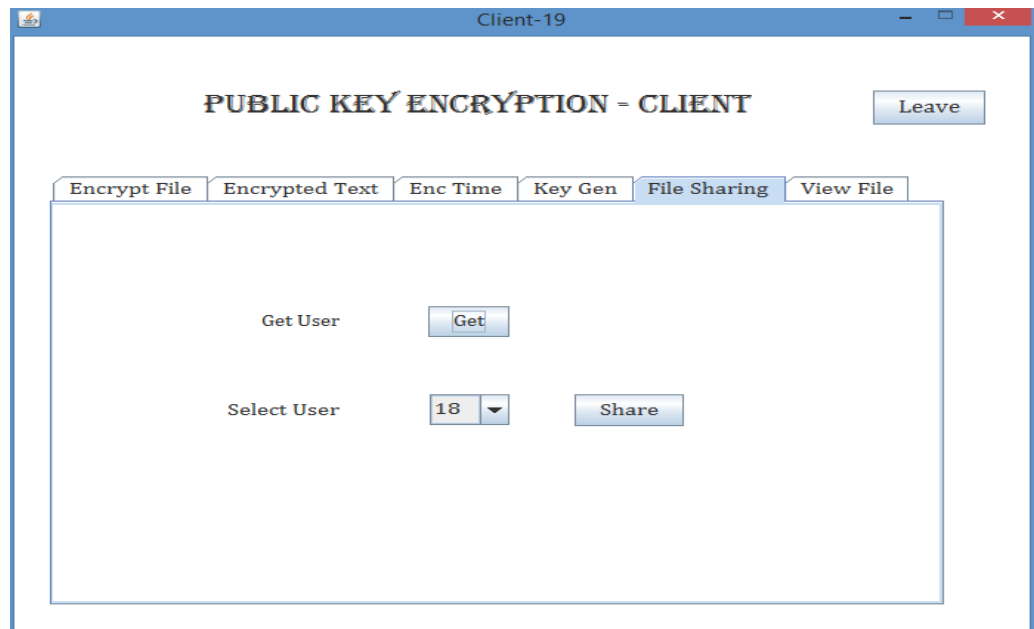 Client-19
PUBLIC KEY ENCRYPTION - CLIENT
Leave
Encrypt File Encrypted Text Enc Time Key Gen File Sharing View File
Get User Get
Select User 18 Share